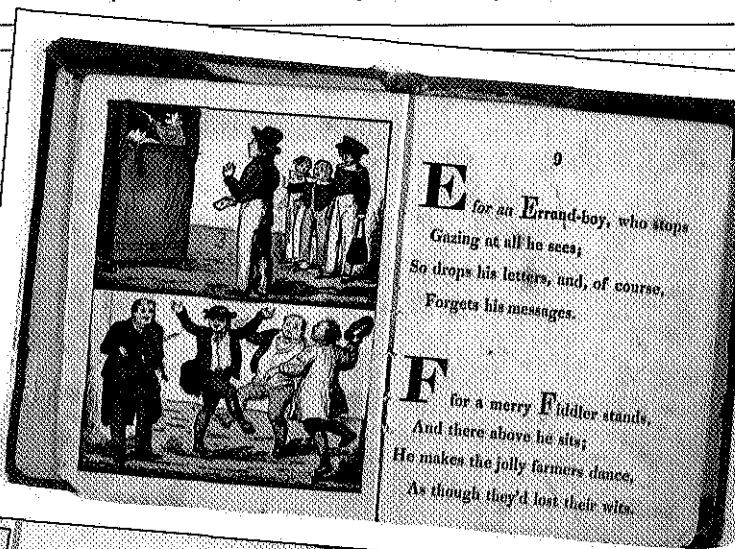 9
E for an Errand-boy, who stops
Gazing at all he sees;
So drops his letters, and, of course,
Forgets his messages.
F for a merry Fiddler stands,
And there above he sits;
He makes the jolly farmers dance,
As though they'd lost their wits.